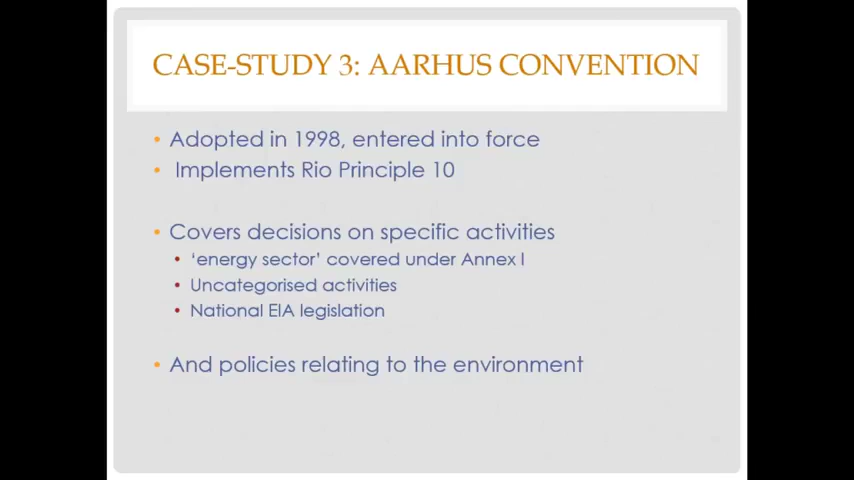 CASE-STUDY 3: AARHUS CONVENTION
• Adopted in 1998, entered into force
• Implements Rio Principle 10
• Covers decisions on specific activities
• ‘energy sector’ covered under Annex I
• Uncategorised activities
• National EIA legislation
• And policies relating to the environment